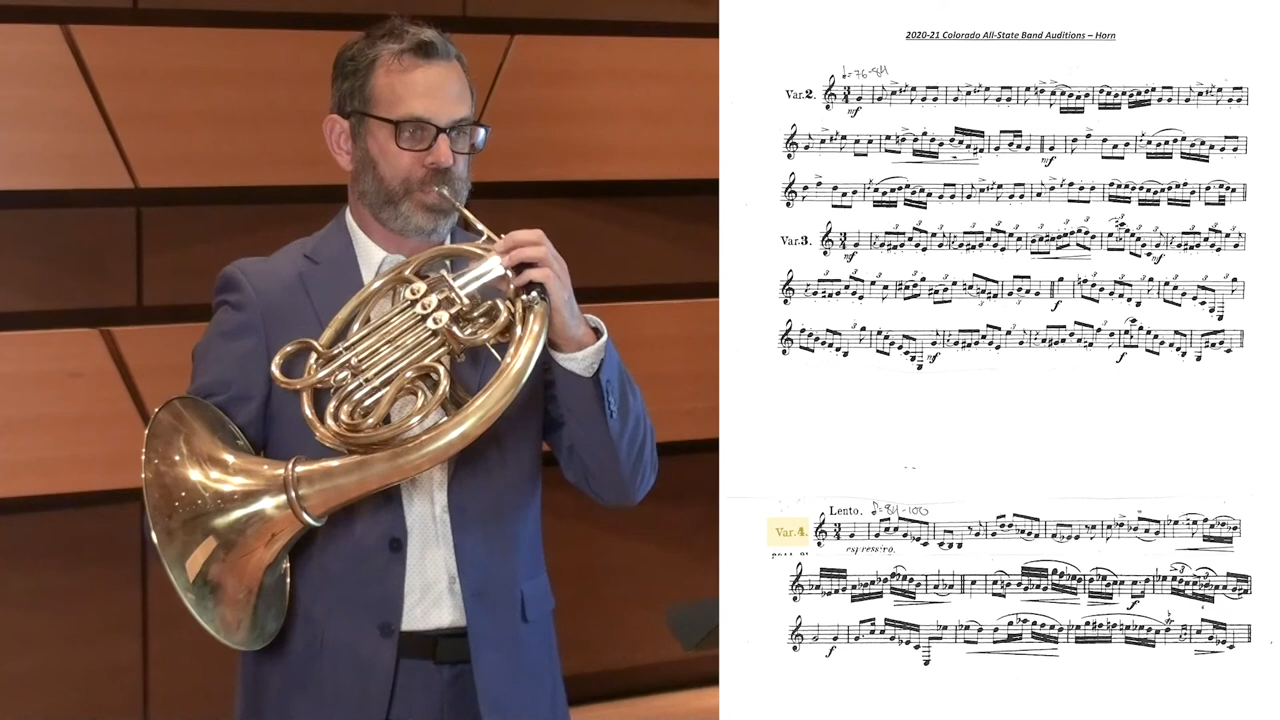 2020-21 Colorado All-State Band Auditions – Horn
♩=76-84
Var.2.
mf
mf
Var.3.
mf
mf
f
mf
f
Lento. ♪=84-100
Var.4.
espressivo.
f
f